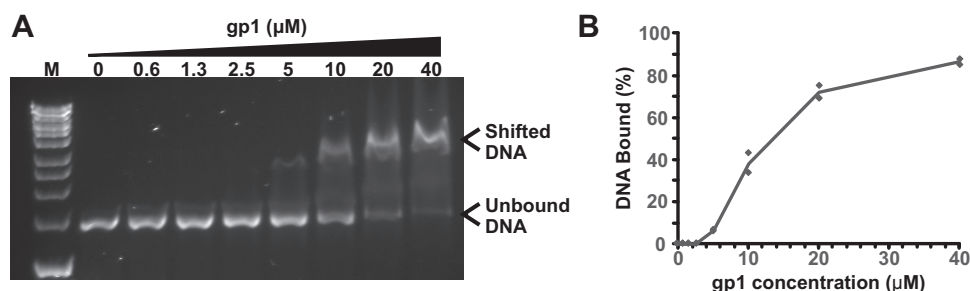 A
gp1 (µM)
M 0 0.6 1.3 2.5 5 10 20 40
Shifted
DNA
Unbound
DNA
B
DNA Bound (%)
100
80
60
40
20
0
0 10 20 30 40
gp1 concentration (µM)